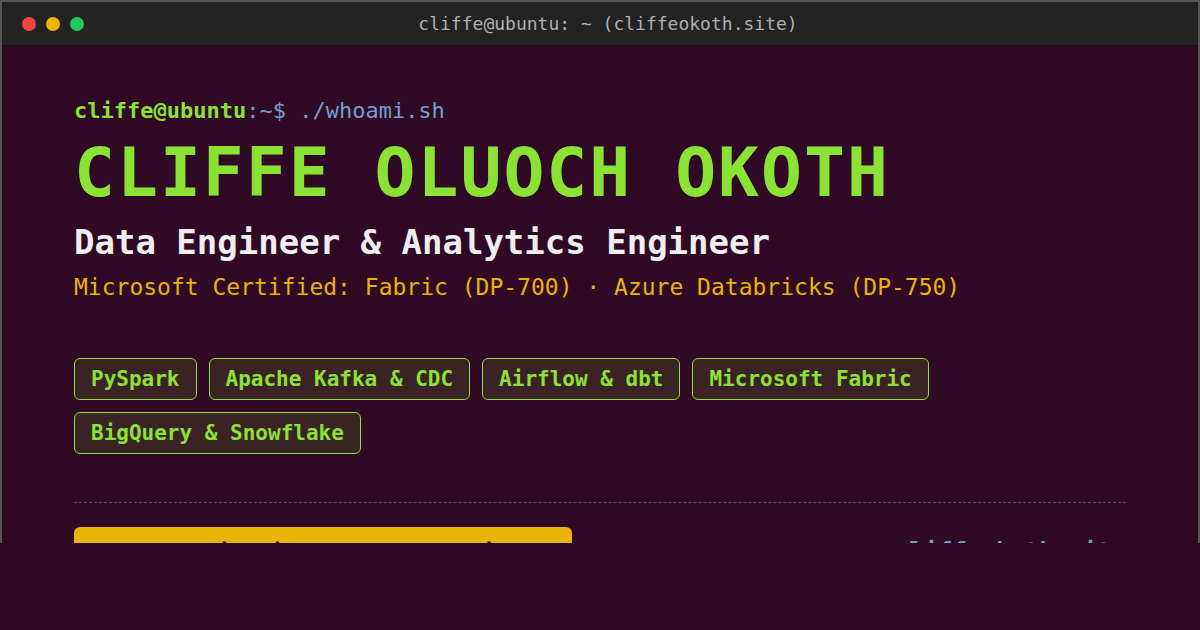 cliffe@ubuntu: ~ (cliffeokoth.site)
cliffe@ubuntu:~$ ./whoami.sh
CLIFFE OLUOCH OKOTH
Data Engineer & Analytics Engineer
Microsoft Certified: Fabric (DP-700) · Azure Databricks (DP-750)
PySpark
Apache Kafka & CDC
Airflow & dbt
Microsoft Fabric
BigQuery & Snowflake